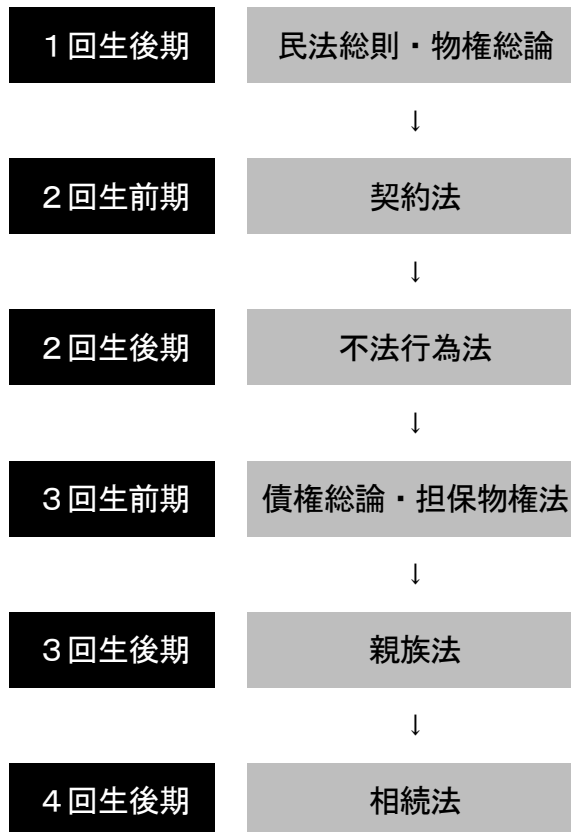 1回生後期 民法総則・物権総論
↓
2回生前期 契約法
↓
2回生後期 不法行為法
↓
3回生前期 債権総論・担保物権法
↓
3回生後期 親族法
↓
4回生後期 相続法